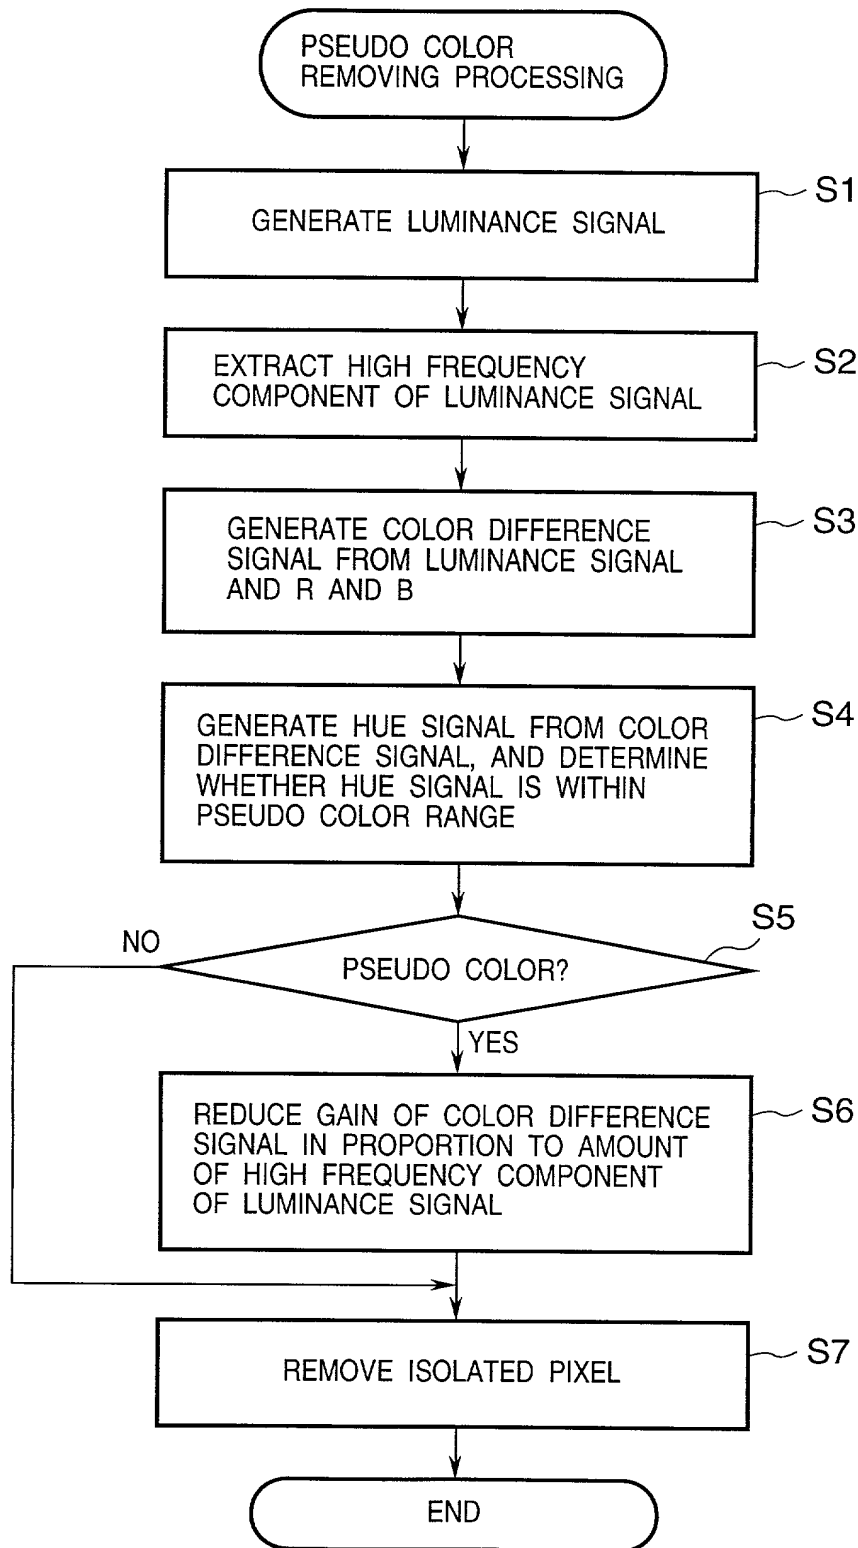 PSEUDO COLOR
REMOVING PROCESSING
S1
GENERATE LUMINANCE SIGNAL
S2
EXTRACT HIGH FREQUENCY
COMPONENT OF LUMINANCE SIGNAL
S3
GENERATE COLOR DIFFERENCE
SIGNAL FROM LUMINANCE SIGNAL
AND R AND B
S4
GENERATE HUE SIGNAL FROM COLOR
DIFFERENCE SIGNAL, AND DETERMINE
WHETHER HUE SIGNAL IS WITHIN
PSEUDO COLOR RANGE
S5
NO
PSEUDO COLOR?
YES
S6
REDUCE GAIN OF COLOR DIFFERENCE
SIGNAL IN PROPORTION TO AMOUNT
OF HIGH FREQUENCY COMPONENT
OF LUMINANCE SIGNAL
S7
REMOVE ISOLATED PIXEL
END